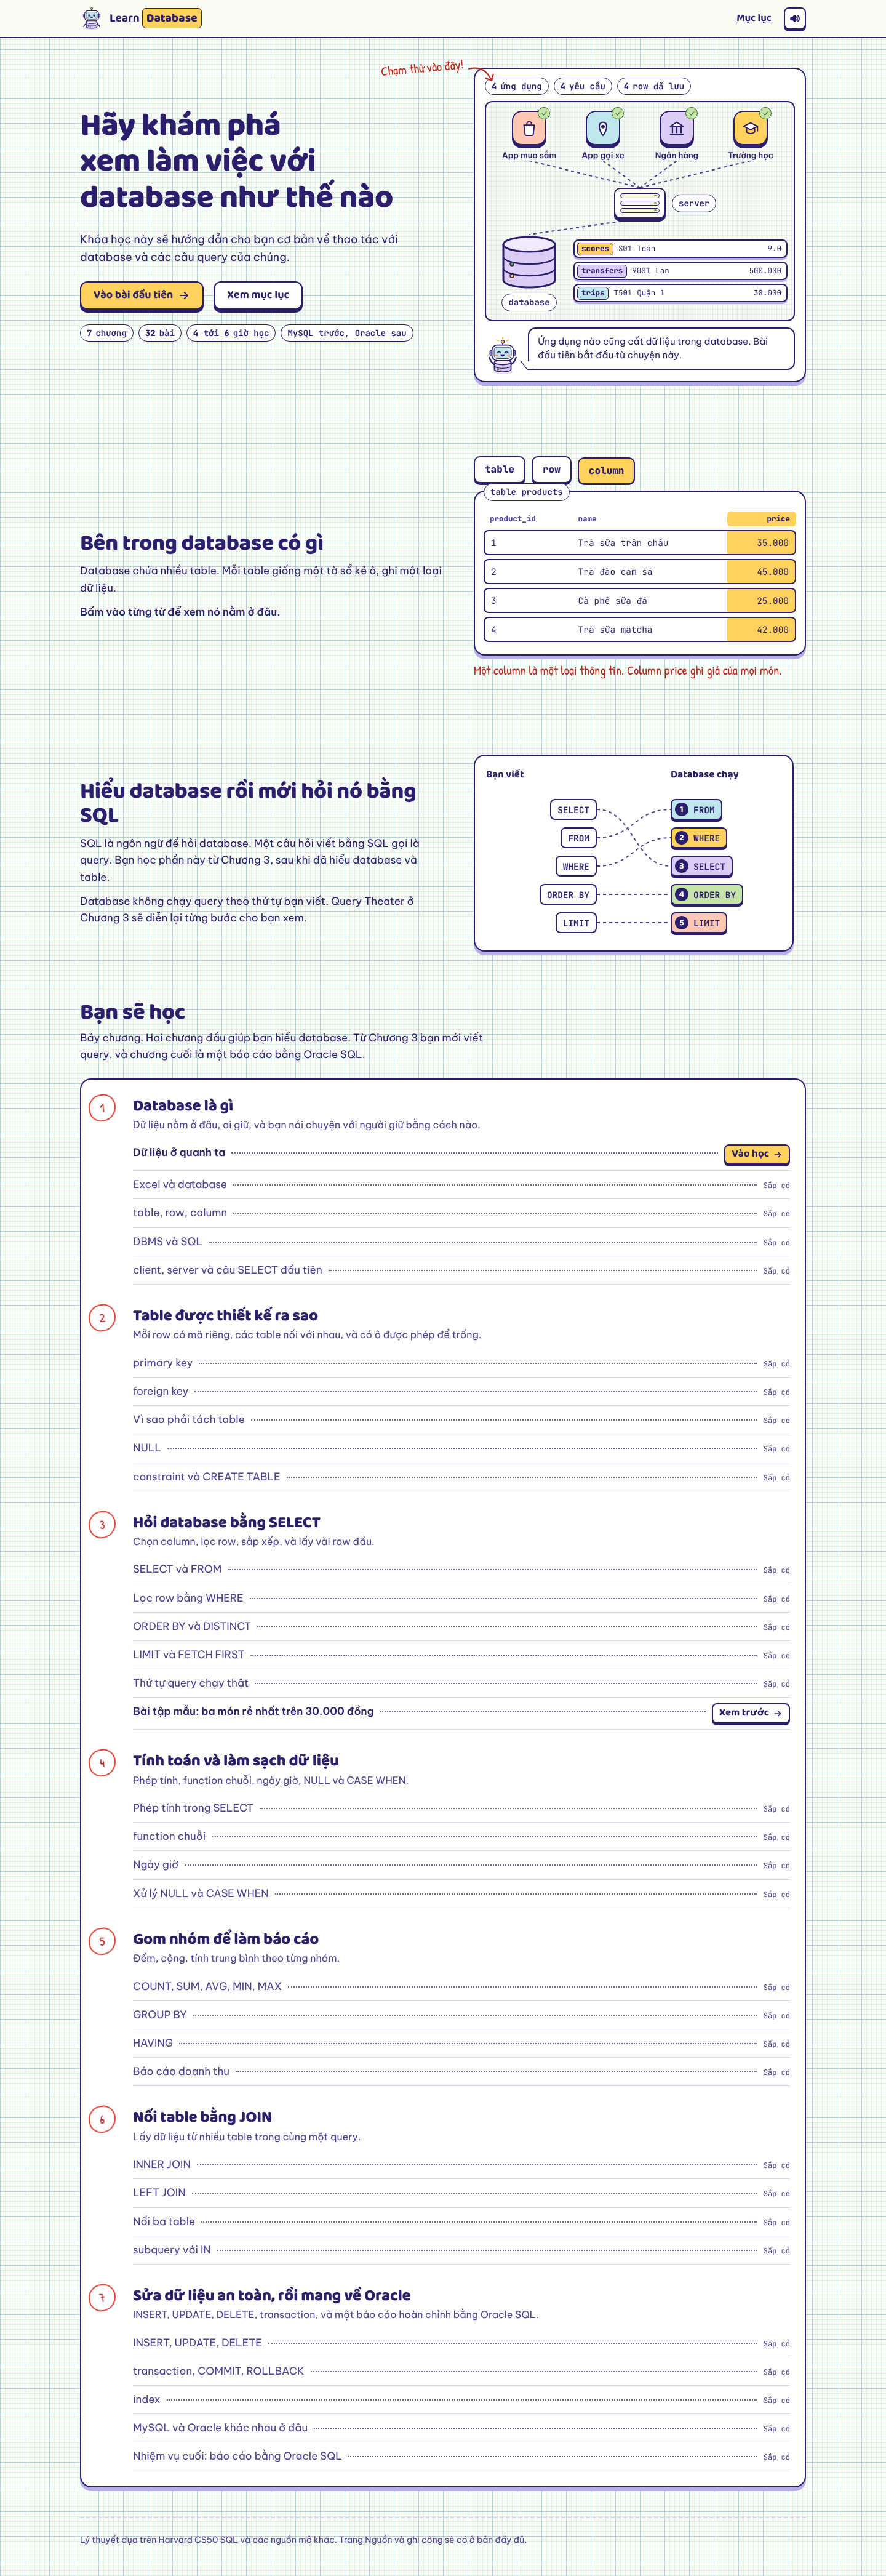 Learn Database
Mục lục
Chạm thử vào đây!
4 ứng dụng
4 yêu cầu
4 row đã lưu
Hãy khám phá
xem làm việc với
database như thế nào
Khóa học này sẽ hướng dẫn cho bạn cơ bản về thao tác với
database và các câu query của chúng.
Vào bài đầu tiên →
Xem mục lục
7 chương
32 bài
4 tới 6 giờ học
MySQL trước, Oracle sau
App mua sắm
App gọi xe
Ngân hàng
Trường học
server
database
scores S01 Toán 9.0
transfers 9001 Lan 500.000
trips T501 Quận 1 38.000
Ứng dụng nào cũng cất dữ liệu trong database. Bài
đầu tiên bắt đầu từ chuyện này.
Bên trong database có gì
Database chứa nhiều table. Mỗi table giống một tờ sổ kẻ ô, ghi một loại
dữ liệu.
Bấm vào từng từ để xem nó nằm ở đâu.
table
row
column
table products
product_id name price
1 Trà sữa trân châu 35.000
2 Trà đào cam sả 45.000
3 Cà phê sữa đá 25.000
4 Trà sữa matcha 42.000
Một column là một loại thông tin. Column price ghi giá của mọi món.
Hiểu database rồi mới hỏi nó bằng
SQL
SQL là ngôn ngữ để hỏi database. Một câu hỏi viết bằng SQL gọi là
query. Bạn học phần này từ Chương 3, sau khi đã hiểu database và
table.
Database không chạy query theo thứ tự bạn viết. Query Theater ở
Chương 3 sẽ diễn lại từng bước cho bạn xem.
Bạn viết
Database chạy
SELECT
1 FROM
FROM
2 WHERE
WHERE
3 SELECT
ORDER BY
4 ORDER BY
LIMIT
5 LIMIT
Bạn sẽ học
Bảy chương. Hai chương đầu giúp bạn hiểu database. Từ Chương 3 bạn mới viết
query, và chương cuối là một báo cáo bằng Oracle SQL.
1
Database là gì
Dữ liệu nằm ở đâu, ai giữ, và bạn nói chuyện với người giữ bằng cách nào.
Dữ liệu ở quanh ta Vào học →
Excel và database Sắp có
table, row, column Sắp có
DBMS và SQL Sắp có
client, server và câu SELECT đầu tiên Sắp có
2
Table được thiết kế ra sao
Mỗi row có mã riêng, các table nối với nhau, và có ô được phép để trống.
primary key Sắp có
foreign key Sắp có
Vì sao phải tách table Sắp có
NULL Sắp có
constraint và CREATE TABLE Sắp có
3
Hỏi database bằng SELECT
Chọn column, lọc row, sắp xếp, và lấy vài row đầu.
SELECT và FROM Sắp có
Lọc row bằng WHERE Sắp có
ORDER BY và DISTINCT Sắp có
LIMIT và FETCH FIRST Sắp có
Thứ tự query chạy thật Sắp có
Bài tập mẫu: ba món rẻ nhất trên 30.000 đồng Xem trước →
4
Tính toán và làm sạch dữ liệu
Phép tính, function chuỗi, ngày giờ, NULL và CASE WHEN.
Phép tính trong SELECT Sắp có
function chuỗi Sắp có
Ngày giờ Sắp có
Xử lý NULL và CASE WHEN Sắp có
5
Gom nhóm để làm báo cáo
Đếm, cộng, tính trung bình theo từng nhóm.
COUNT, SUM, AVG, MIN, MAX Sắp có
GROUP BY Sắp có
HAVING Sắp có
Báo cáo doanh thu Sắp có
6
Nối table bằng JOIN
Lấy dữ liệu từ nhiều table trong cùng một query.
INNER JOIN Sắp có
LEFT JOIN Sắp có
Nối ba table Sắp có
subquery với IN Sắp có
7
Sửa dữ liệu an toàn, rồi mang về Oracle
INSERT, UPDATE, DELETE, transaction, và một báo cáo hoàn chỉnh bằng Oracle SQL.
INSERT, UPDATE, DELETE Sắp có
transaction, COMMIT, ROLLBACK Sắp có
index Sắp có
MySQL và Oracle khác nhau ở đâu Sắp có
Nhiệm vụ cuối: báo cáo bằng Oracle SQL Sắp có
Lý thuyết dựa trên Harvard CS50 SQL và các nguồn mở khác. Trang Nguồn và ghi công sẽ có ở bản đầy đủ.